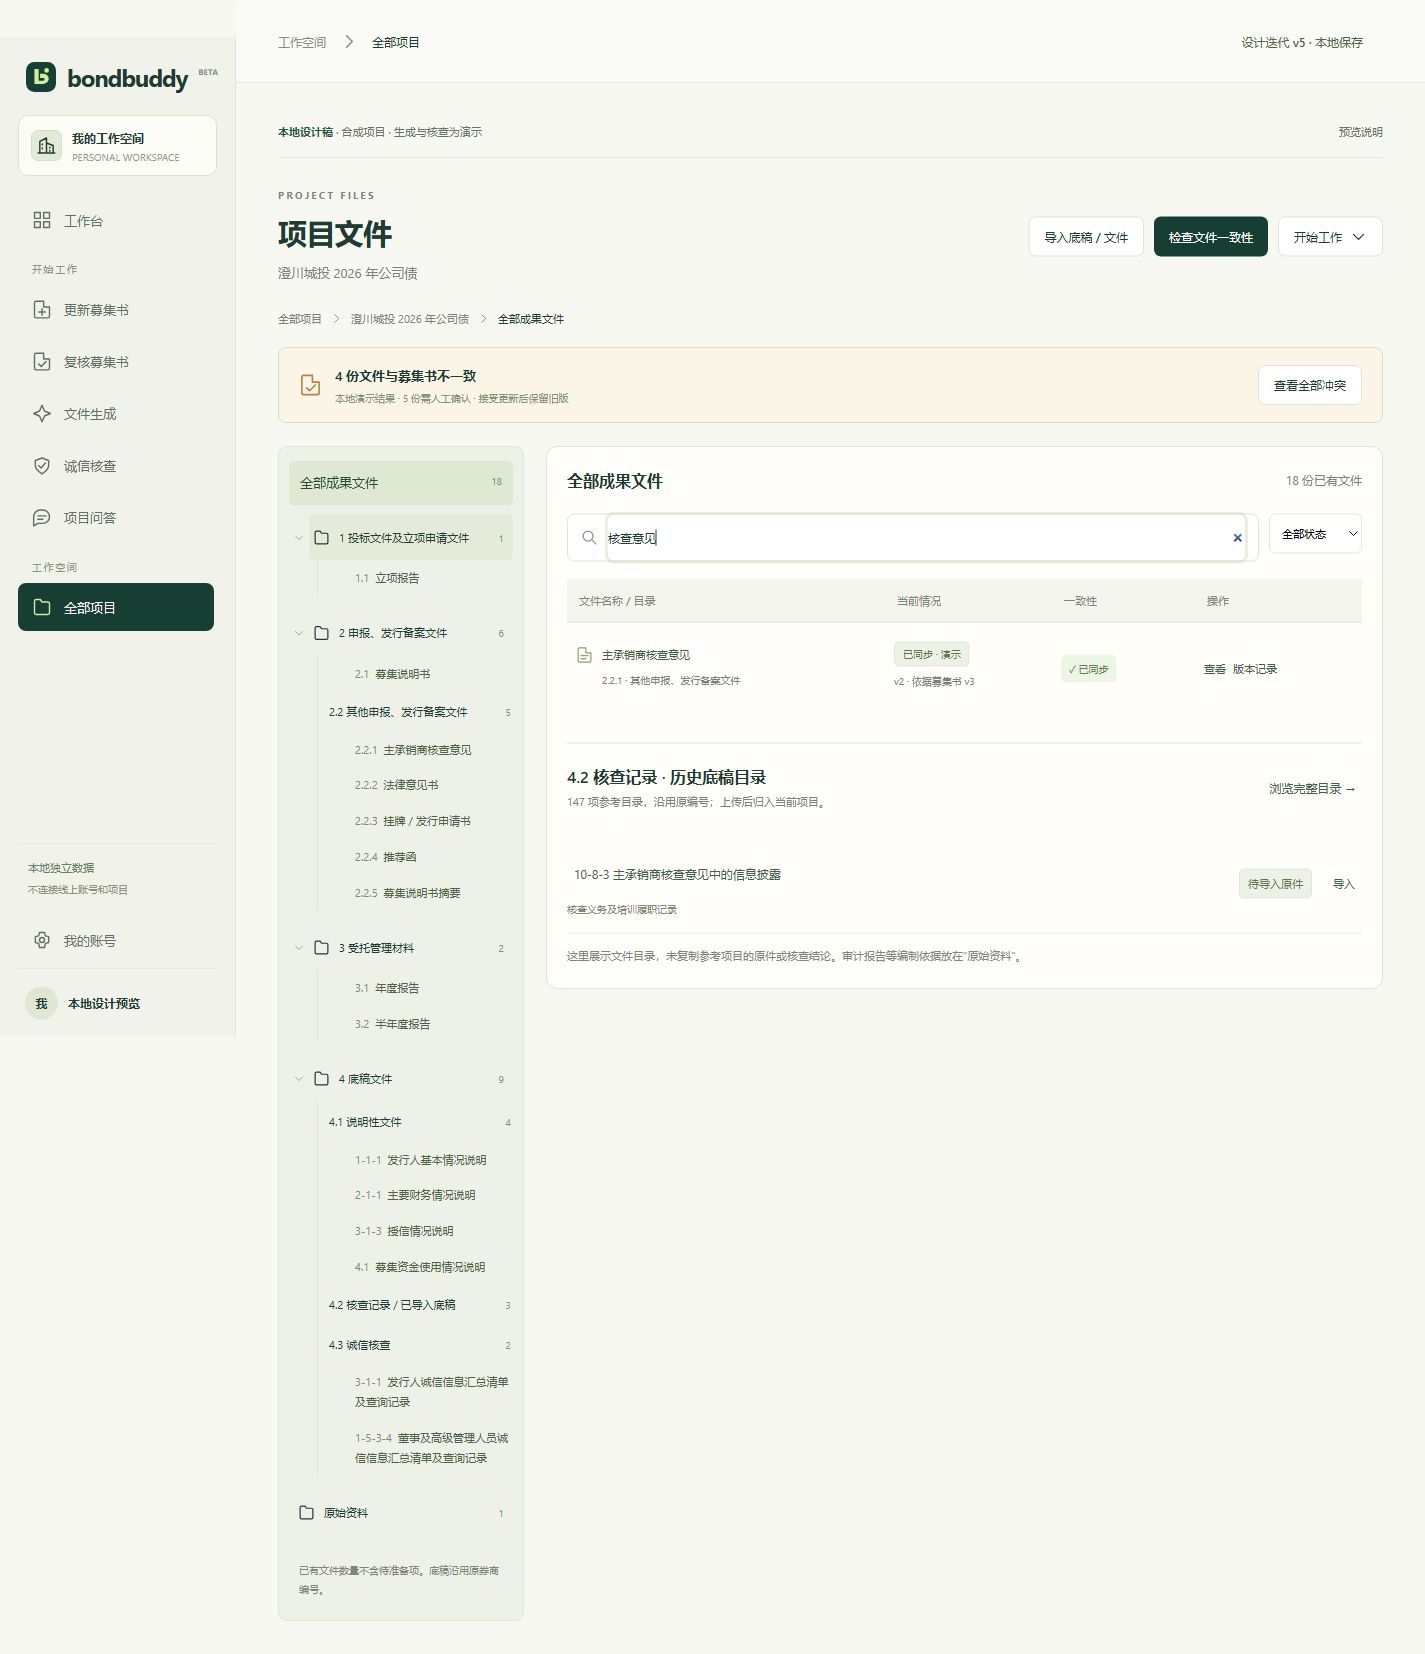 工作空间 > 全部项目
设计迭代 v5 · 本地保存
bondbuddy BETA
我的工作空间
PERSONAL WORKSPACE
工作台
开始工作
更新募集书
复核募集书
文件生成
诚信核查
项目问答
工作空间
全部项目
本地独立数据
不连接线上账号和项目
我的账号
我 本地设计预览
本地设计稿 · 合成项目 · 生成与核查为演示
预览说明
PROJECT FILES
项目文件
澄川城投 2026 年公司债
导入底稿 / 文件
检查文件一致性
开始工作
全部项目 > 澄川城投 2026 年公司债 > 全部成果文件
4 份文件与募集书不一致
本地演示结果 · 5 份需人工确认 · 接受更新后保留旧版
查看全部冲突
全部成果文件 18
1 投标文件及立项申请文件 1
1.1 立项报告
2 申报、发行备案文件 6
2.1 募集说明书
2.2 其他申报、发行备案文件 5
2.2.1 主承销商核查意见
2.2.2 法律意见书
2.2.3 挂牌 / 发行申请书
2.2.4 推荐函
2.2.5 募集说明书摘要
3 受托管理材料 2
3.1 年度报告
3.2 半年度报告
4 底稿文件 9
4.1 说明性文件 4
1-1-1 发行人基本情况说明
2-1-1 主要财务情况说明
3-1-3 授信情况说明
4.1 募集资金使用情况说明
4.2 核查记录 / 已导入底稿 3
4.3 诚信核查 2
3-1-1 发行人诚信信息汇总清单
及查询记录
1-5-3-4 董事及高级管理人员诚
信信息汇总清单及查询记录
原始资料 1
已有文件数量不含待准备项。底稿沿用原券商
编号。
全部成果文件
18 份已有文件
核查意见
×
全部状态
文件名称 / 目录 当前情况 一致性 操作
主承销商核查意见
2.2.1 · 其他申报、发行备案文件
已同步 · 演示
v2 · 依据募集书 v3
✓ 已同步
查看 版本记录
4.2 核查记录 · 历史底稿目录
147 项参考目录，沿用原编号；上传后归入当前项目。
浏览完整目录 →
10-8-3 主承销商核查意见中的信息披露
核查义务及培训履职记录
待导入原件
导入
这里展示文件目录，未复制参考项目的原件或核查结论。审计报告等编制依据放在“原始资料”。